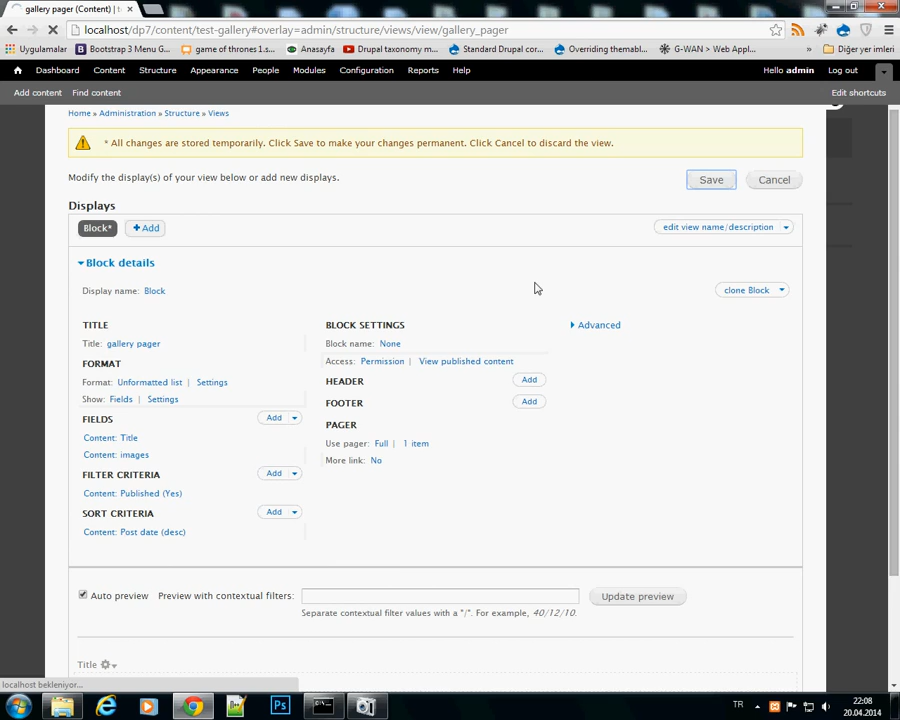 gallery pager (Content) | t
localhost/dp7/content/test-gallery#overlay=admin/structure/views/view/gallery_pager
Uygulamalar
Bootstrap 3 Menu G...
game of thrones 1.s...
Anasayfa
Drupal taxonomy m...
Standard Drupal cor...
Overriding themabl...
G-WAN > Web Appl...
»
Diğer yer imleri
Dashboard Content Structure Appearance People Modules Configuration Reports Help
Hello admin Log out
Add content Find content
Edit shortcuts
Home » Administration » Structure » Views
* All changes are stored temporarily. Click Save to make your changes permanent. Click Cancel to discard the view.
Modify the display(s) of your view below or add new displays.
Save Cancel
Displays
Block* Add
edit view name/description
Block details
Display name: Block
clone Block
TITLE
Title: gallery pager
FORMAT
Format: Unformatted list | Settings
Show: Fields | Settings
FIELDS
Add
Content: Title
Content: images
FILTER CRITERIA
Add
Content: Published (Yes)
SORT CRITERIA
Add
Content: Post date (desc)
BLOCK SETTINGS
Block name: None
Access: Permission | View published content
HEADER
Add
FOOTER
Add
PAGER
Use pager: Full | 1 item
More link: No
Advanced
Auto preview
Preview with contextual filters:
Update preview
Separate contextual filter values with a "/". For example, 40/12/10.
Title
localhost bekleniyor...
Ps
TR
22:08
20.04.2014